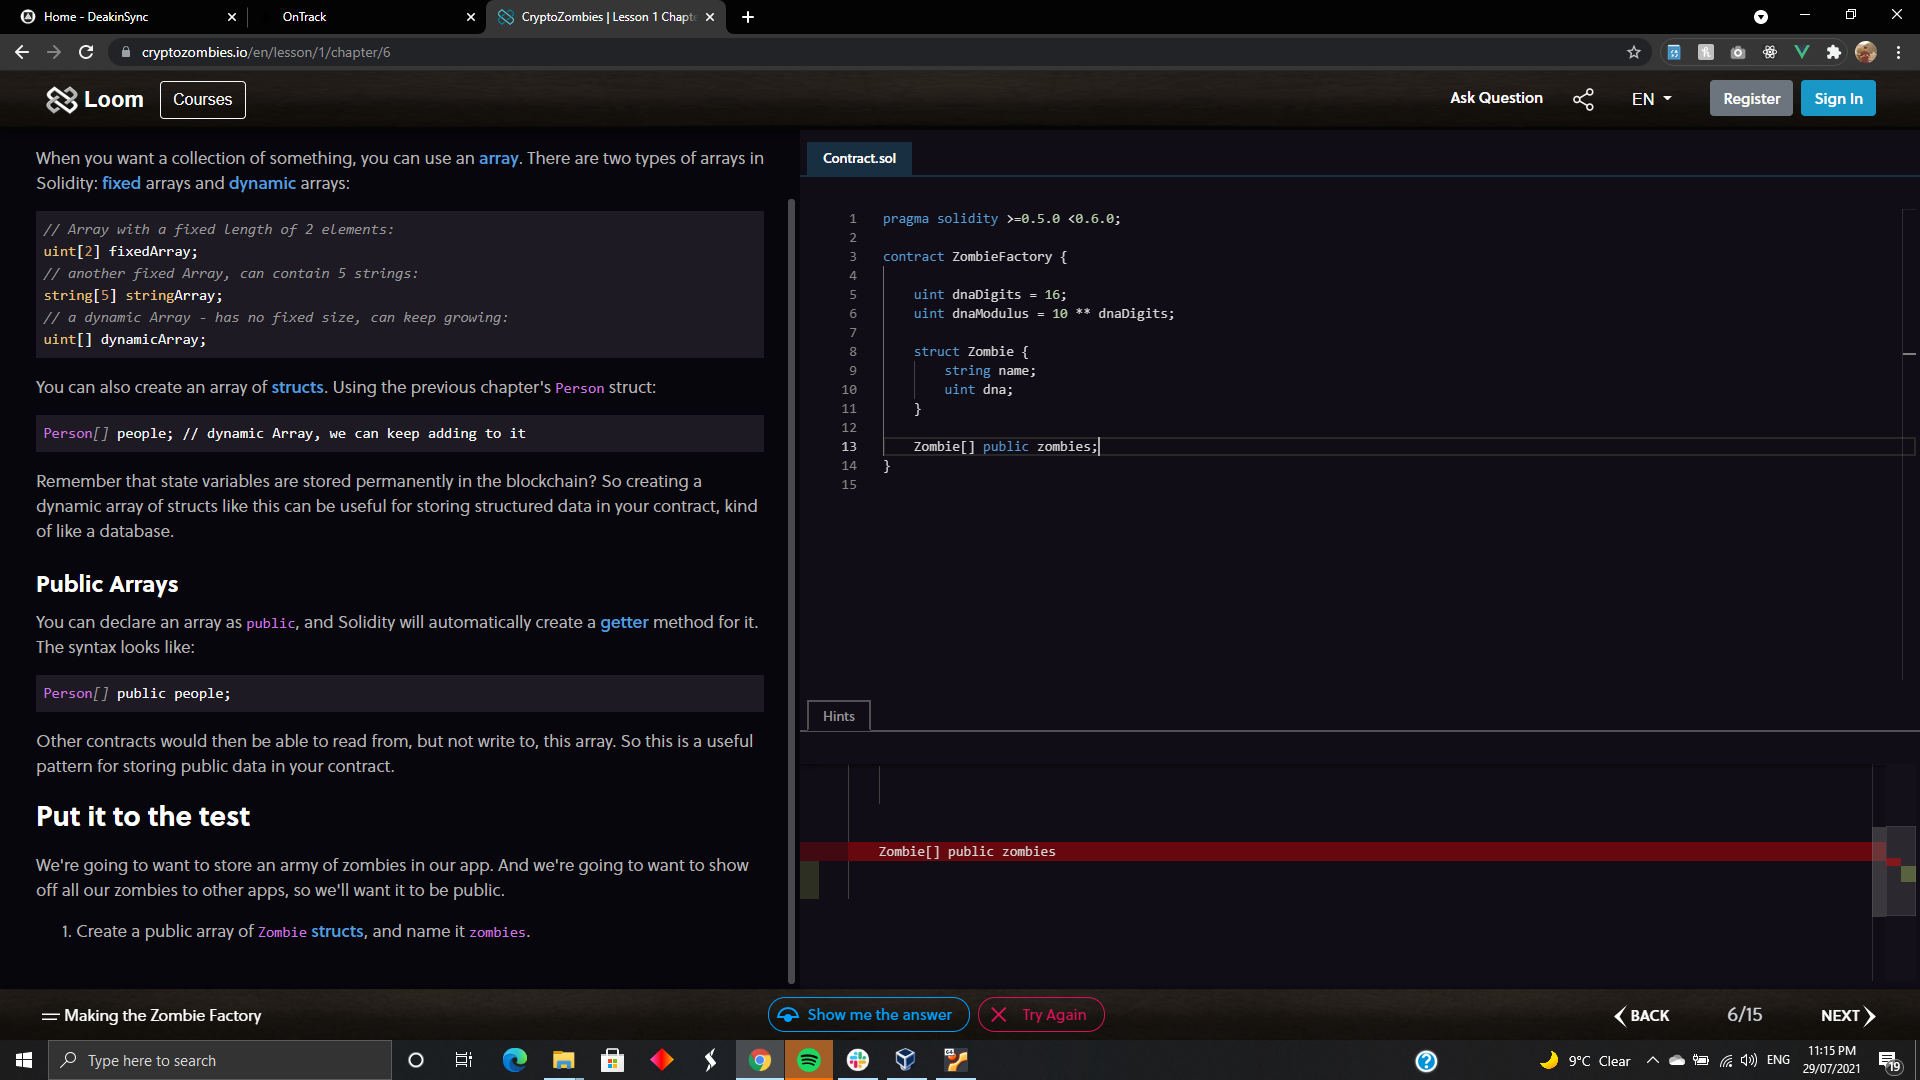 Home - DeakinSync
OnTrack
CryptoZombies | Lesson 1 Chapt
cryptozombies.io/en/lesson/1/chapter/6
Loom
Courses
Ask Question
EN
Register
Sign In
When you want a collection of something, you can use an array. There are two types of arrays in
Solidity: fixed arrays and dynamic arrays:
// Array with a fixed length of 2 elements:
uint[2] fixedArray;
// another fixed Array, can contain 5 strings:
string[5] stringArray;
// a dynamic Array - has no fixed size, can keep growing:
uint[] dynamicArray;
You can also create an array of structs. Using the previous chapter's Person struct:
Person[] people; // dynamic Array, we can keep adding to it
Remember that state variables are stored permanently in the blockchain? So creating a
dynamic array of structs like this can be useful for storing structured data in your contract, kind
of like a database.
Public Arrays
You can declare an array as public, and Solidity will automatically create a getter method for it.
The syntax looks like:
Person[] public people;
Other contracts would then be able to read from, but not write to, this array. So this is a useful
pattern for storing public data in your contract.
Put it to the test
We're going to want to store an army of zombies in our app. And we're going to want to show
off all our zombies to other apps, so we'll want it to be public.
1. Create a public array of Zombie structs, and name it zombies.
Contract.sol
1 pragma solidity >=0.5.0 <0.6.0;
2
3 contract ZombieFactory {
4
5 uint dnaDigits = 16;
6 uint dnaModulus = 10 ** dnaDigits;
7
8 struct Zombie {
9 string name;
10 uint dna;
11 }
12
13 Zombie[] public zombies;
14 }
15
Hints
Zombie[] public zombies
Making the Zombie Factory
Show me the answer
Try Again
BACK
6/15
NEXT
Type here to search
9°C Clear
ENG
11:15 PM
29/07/2021
19